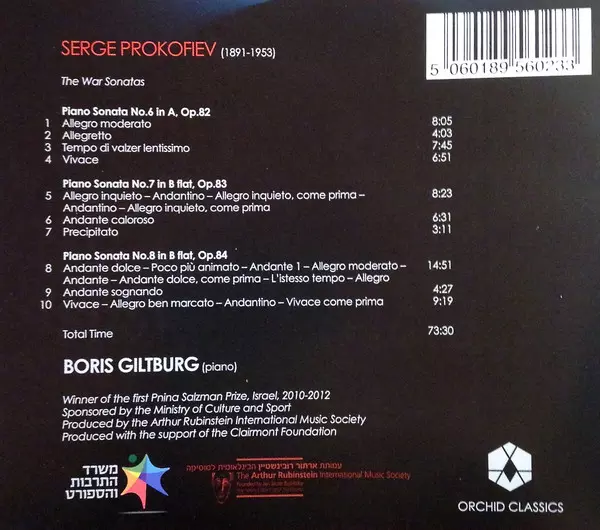 SERGE PROKOFIEV (1891-1953)
5 060189 560233
The War Sonatas
Piano Sonata No.6 in A, Op.82
1 Allegro moderato 8:05
2 Allegretto 4:03
3 Tempo di valzer lentissimo 7:45
4 Vivace 6:51
Piano Sonata No.7 in B flat, Op.83
5 Allegro inquieto – Andantino – Allegro inquieto, come prima – 8:23
Andantino – Allegro inquieto, come prima
6 Andante caloroso 6:31
7 Precipitato 3:11
Piano Sonata No.8 in B flat, Op.84
8 Andante dolce – Poco più animato – Andante 1 – Allegro moderato – 14:51
Andante – Andante dolce, come prima – L'istesso tempo – Allegro
9 Andante sognando 4:27
10 Vivace – Allegro ben marcato – Andantino – Vivace come prima 9:19
Total Time 73:30
BORIS GILTBURG (piano)
Winner of the first Pnina Salzman Prize, Israel, 2010-2012
Sponsored by the Ministry of Culture and Sport
Produced by the Arthur Rubinstein International Music Society
Produced with the support of the Clairmont Foundation
משרד
התרבות
והספורט
עמותת ארתור רובינשטיין הבינלאומית למוסיקה
The Arthur Rubinstein International Music Society
ORCHID CLASSICS